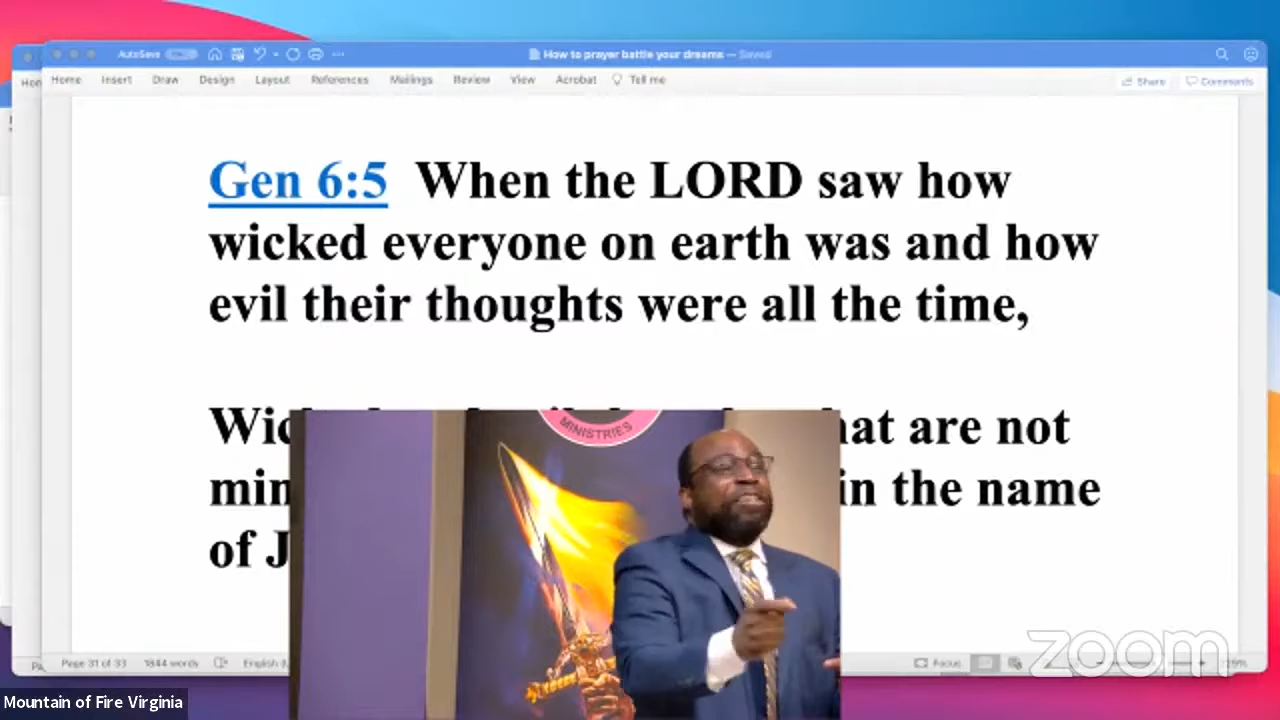 AutoSave
How to prayer battle your dreams — Saved
Home Insert Draw Design Layout References Mailings Review View Acrobat Tell me
Share Comments
Gen 6:5 When the LORD saw how
wicked everyone on earth was and how
evil their thoughts were all the time,
that are not
in the name
of
MINISTRIES
Page 31 of 33 1844 words English
Focus
zoom
Mountain of Fire Virginia